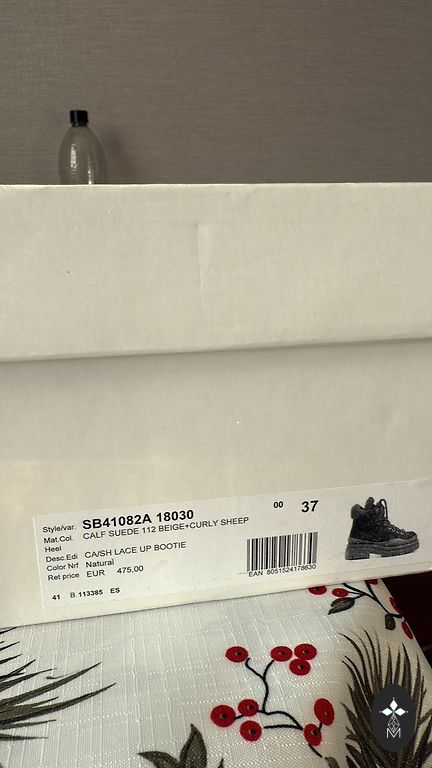 Style/var. SB41082A 18030 00 37
Mat.Col. CALF SUEDE 112 BEIGE+CURLY SHEEP
Heel
Desc.Edi CA/SH LACE UP BOOTIE
Color Nrf Natural
Ret price EUR 475,00
EAN 8051524178630
41 B. 113385 ES
M